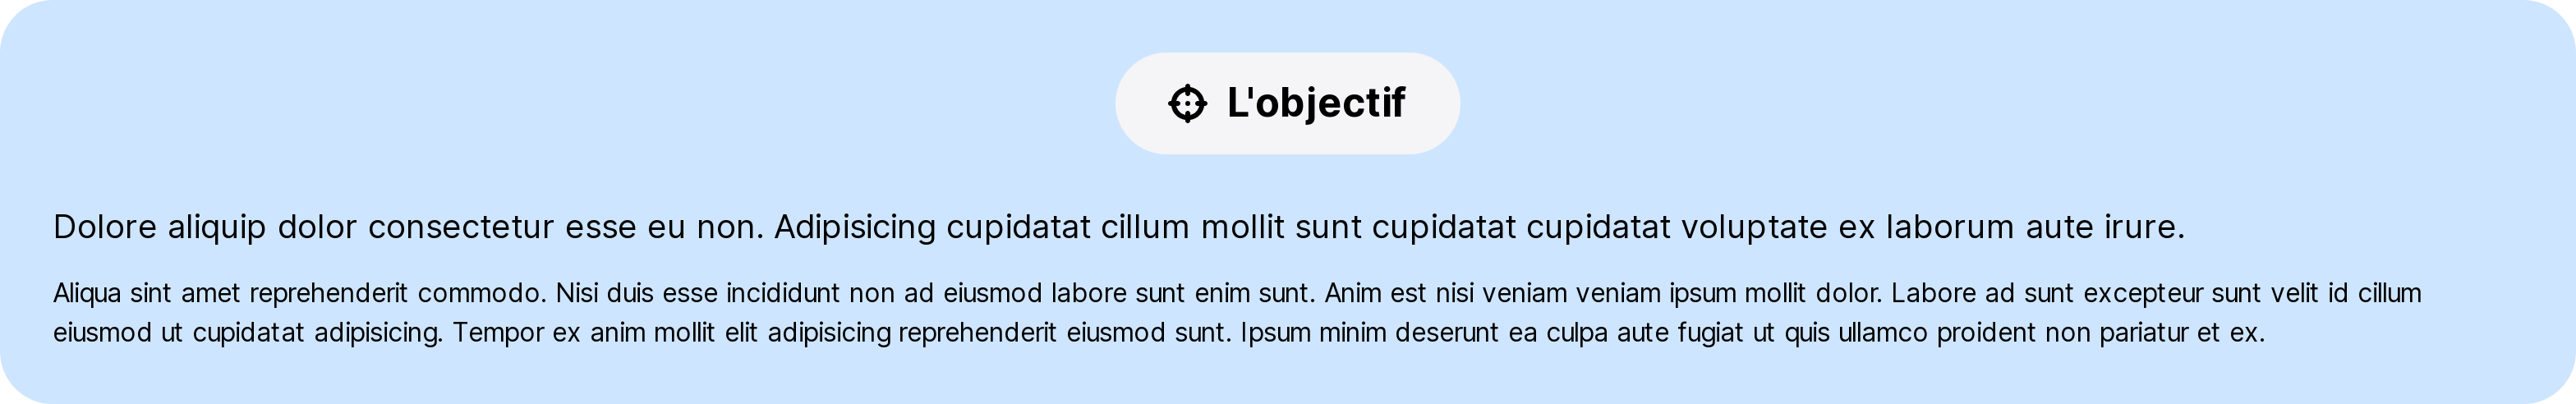 L'objectif
Dolore aliquip dolor consectetur esse eu non. Adipisicing cupidatat cillum mollit sunt cupidatat cupidatat voluptate ex laborum aute irure.
Aliqua sint amet reprehenderit commodo. Nisi duis esse incididunt non ad eiusmod labore sunt enim sunt. Anim est nisi veniam veniam ipsum mollit dolor. Labore ad sunt excepteur sunt velit id cillum
eiusmod ut cupidatat adipisicing. Tempor ex anim mollit elit adipisicing reprehenderit eiusmod sunt. Ipsum minim deserunt ea culpa aute fugiat ut quis ullamco proident non pariatur et ex.